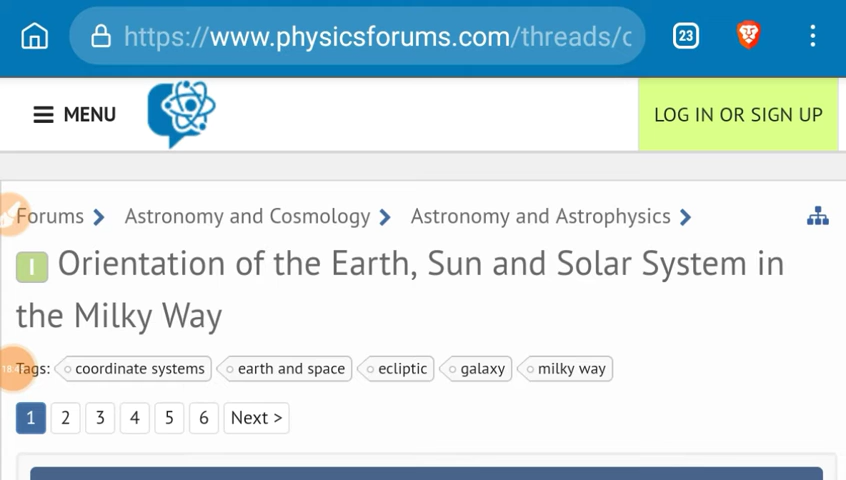 https://www.physicsforums.com/threads/c
23
MENU
LOG IN OR SIGN UP
Forums
Astronomy and Cosmology
Astronomy and Astrophysics
I Orientation of the Earth, Sun and Solar System in
the Milky Way
Tags: coordinate systems earth and space ecliptic galaxy milky way
1 2 3 4 5 6 Next >